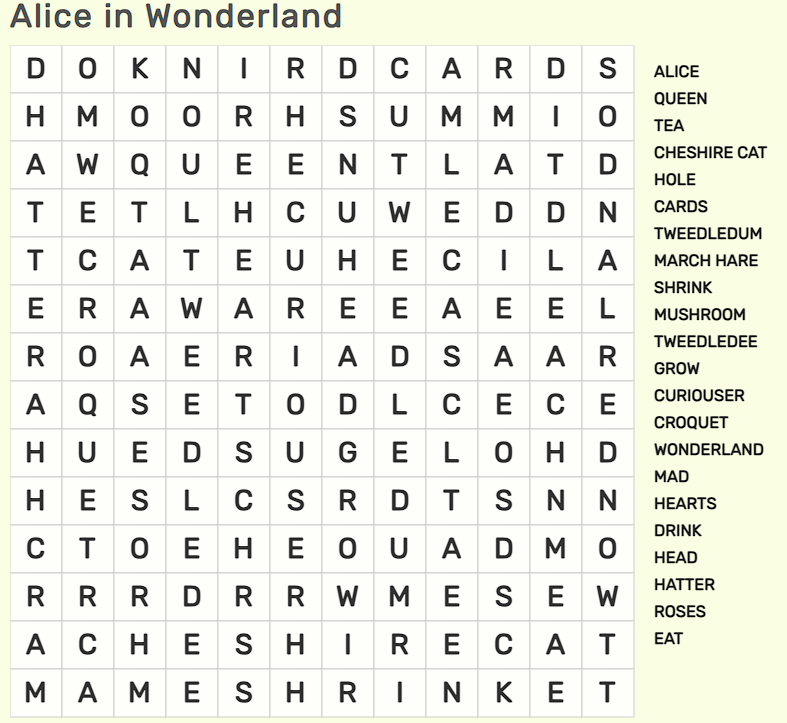 Alice in Wonderland
D O K N I R D C A R D S
H M O O R H S U M M I O
A W Q U E E N T L A T D
T E T L H C U W E D D N
T C A T E U H E C I L A
E R A W A R E E A E E L
R O A E R I A D S A A R
A Q S E T O D L C E C E
H U E D S U G E L O H D
H E S L C S R D T S N N
C T O E H E O U A D M O
R R R D R R W M E S E W
A C H E S H I R E C A T
M A M E S H R I N K E T
ALICE
QUEEN
TEA
CHESHIRE CAT
HOLE
CARDS
TWEEDLEDUM
MARCH HARE
SHRINK
MUSHROOM
TWEEDLEDEE
GROW
CURIOUSER
CROQUET
WONDERLAND
MAD
HEARTS
DRINK
HEAD
HATTER
ROSES
EAT